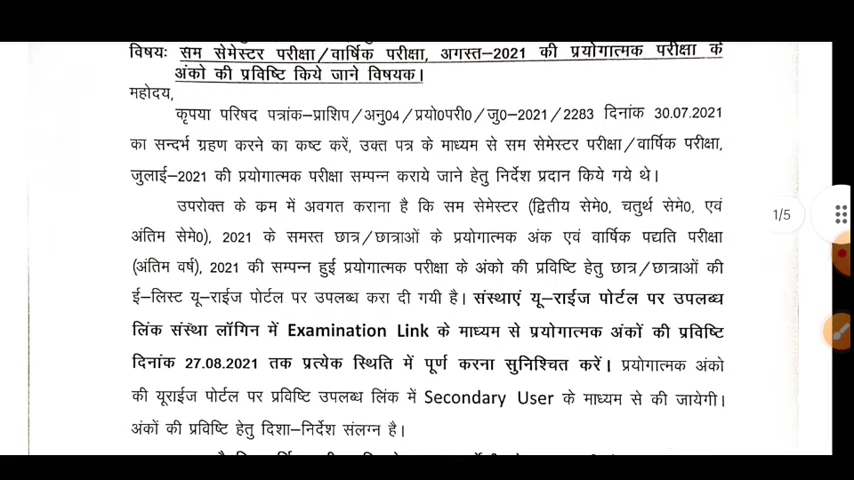 विषयः सम सेमेस्टर परीक्षा/वार्षिक परीक्षा, अगस्त–2021 की प्रयोगात्मक परीक्षा के
अंको की प्रविष्टि किये जाने विषयक।
महोदय,
कृपया परिषद पत्रांक–प्राशिप/अनु04/प्रयो0परी0/जु0–2021/2283 दिनांक 30.07.2021
का सन्दर्भ ग्रहण करने का कष्ट करें, उक्त पत्र के माध्यम से सम सेमेस्टर परीक्षा/वार्षिक परीक्षा,
जुलाई–2021 की प्रयोगात्मक परीक्षा सम्पन्न कराये जाने हेतु निर्देश प्रदान किये गये थे।
उपरोक्त के क्रम में अवगत कराना है कि सम सेमेस्टर (द्वितीय सेमे0, चतुर्थ सेमे0, एवं
1/5
अंतिम सेमे0), 2021 के समस्त छात्र/छात्राओं के प्रयोगात्मक अंक एवं वार्षिक पद्यति परीक्षा
(अंतिम वर्ष), 2021 की सम्पन्न हुई प्रयोगात्मक परीक्षा के अंको की प्रविष्टि हेतु छात्र/छात्राओं की
ई–लिस्ट यू–राईज पोर्टल पर उपलब्ध करा दी गयी है। संस्थाएं यू–राईज पोर्टल पर उपलब्ध
लिंक संस्था लॉगिन में Examination Link के माध्यम से प्रयोगात्मक अंकों की प्रविष्टि
दिनांक 27.08.2021 तक प्रत्येक स्थिति में पूर्ण करना सुनिश्चित करें। प्रयोगात्मक अंको
की यूराईज पोर्टल पर प्रविष्टि उपलब्ध लिंक में Secondary User के माध्यम से की जायेगी।
अंकों की प्रविष्टि हेतु दिशा–निर्देश संलग्न है।